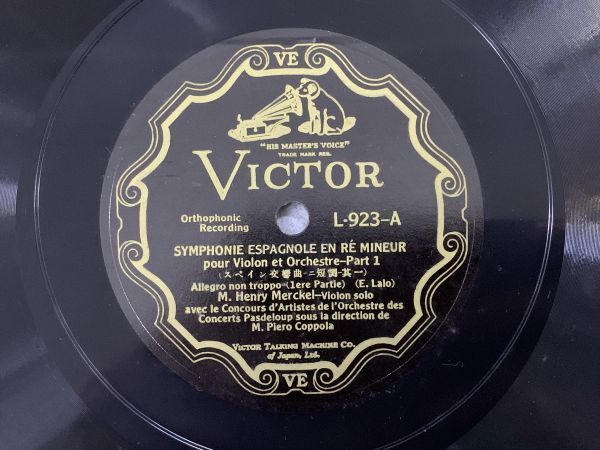 VE
"HIS MASTER'S VOICE"
TRADE MARK REG.
VICTOR
Orthophonic
Recording
L-923-A
SYMPHONIE ESPAGNOLE EN RÉ MINEUR
pour Violon et Orchestre—Part 1
(スペイン交響曲-ニ短調-其一)
Allegro non troppo (1ere Partie) (E. Lalo)
M. Henry Merckel—Violon solo
avec le Concours d'Artistes de l'Orchestre des
Concerts Pasdeloup sous la direction de
M. Piero Coppola
VICTOR TALKING MACHINE CO.
of Japan, Ltd.
VE